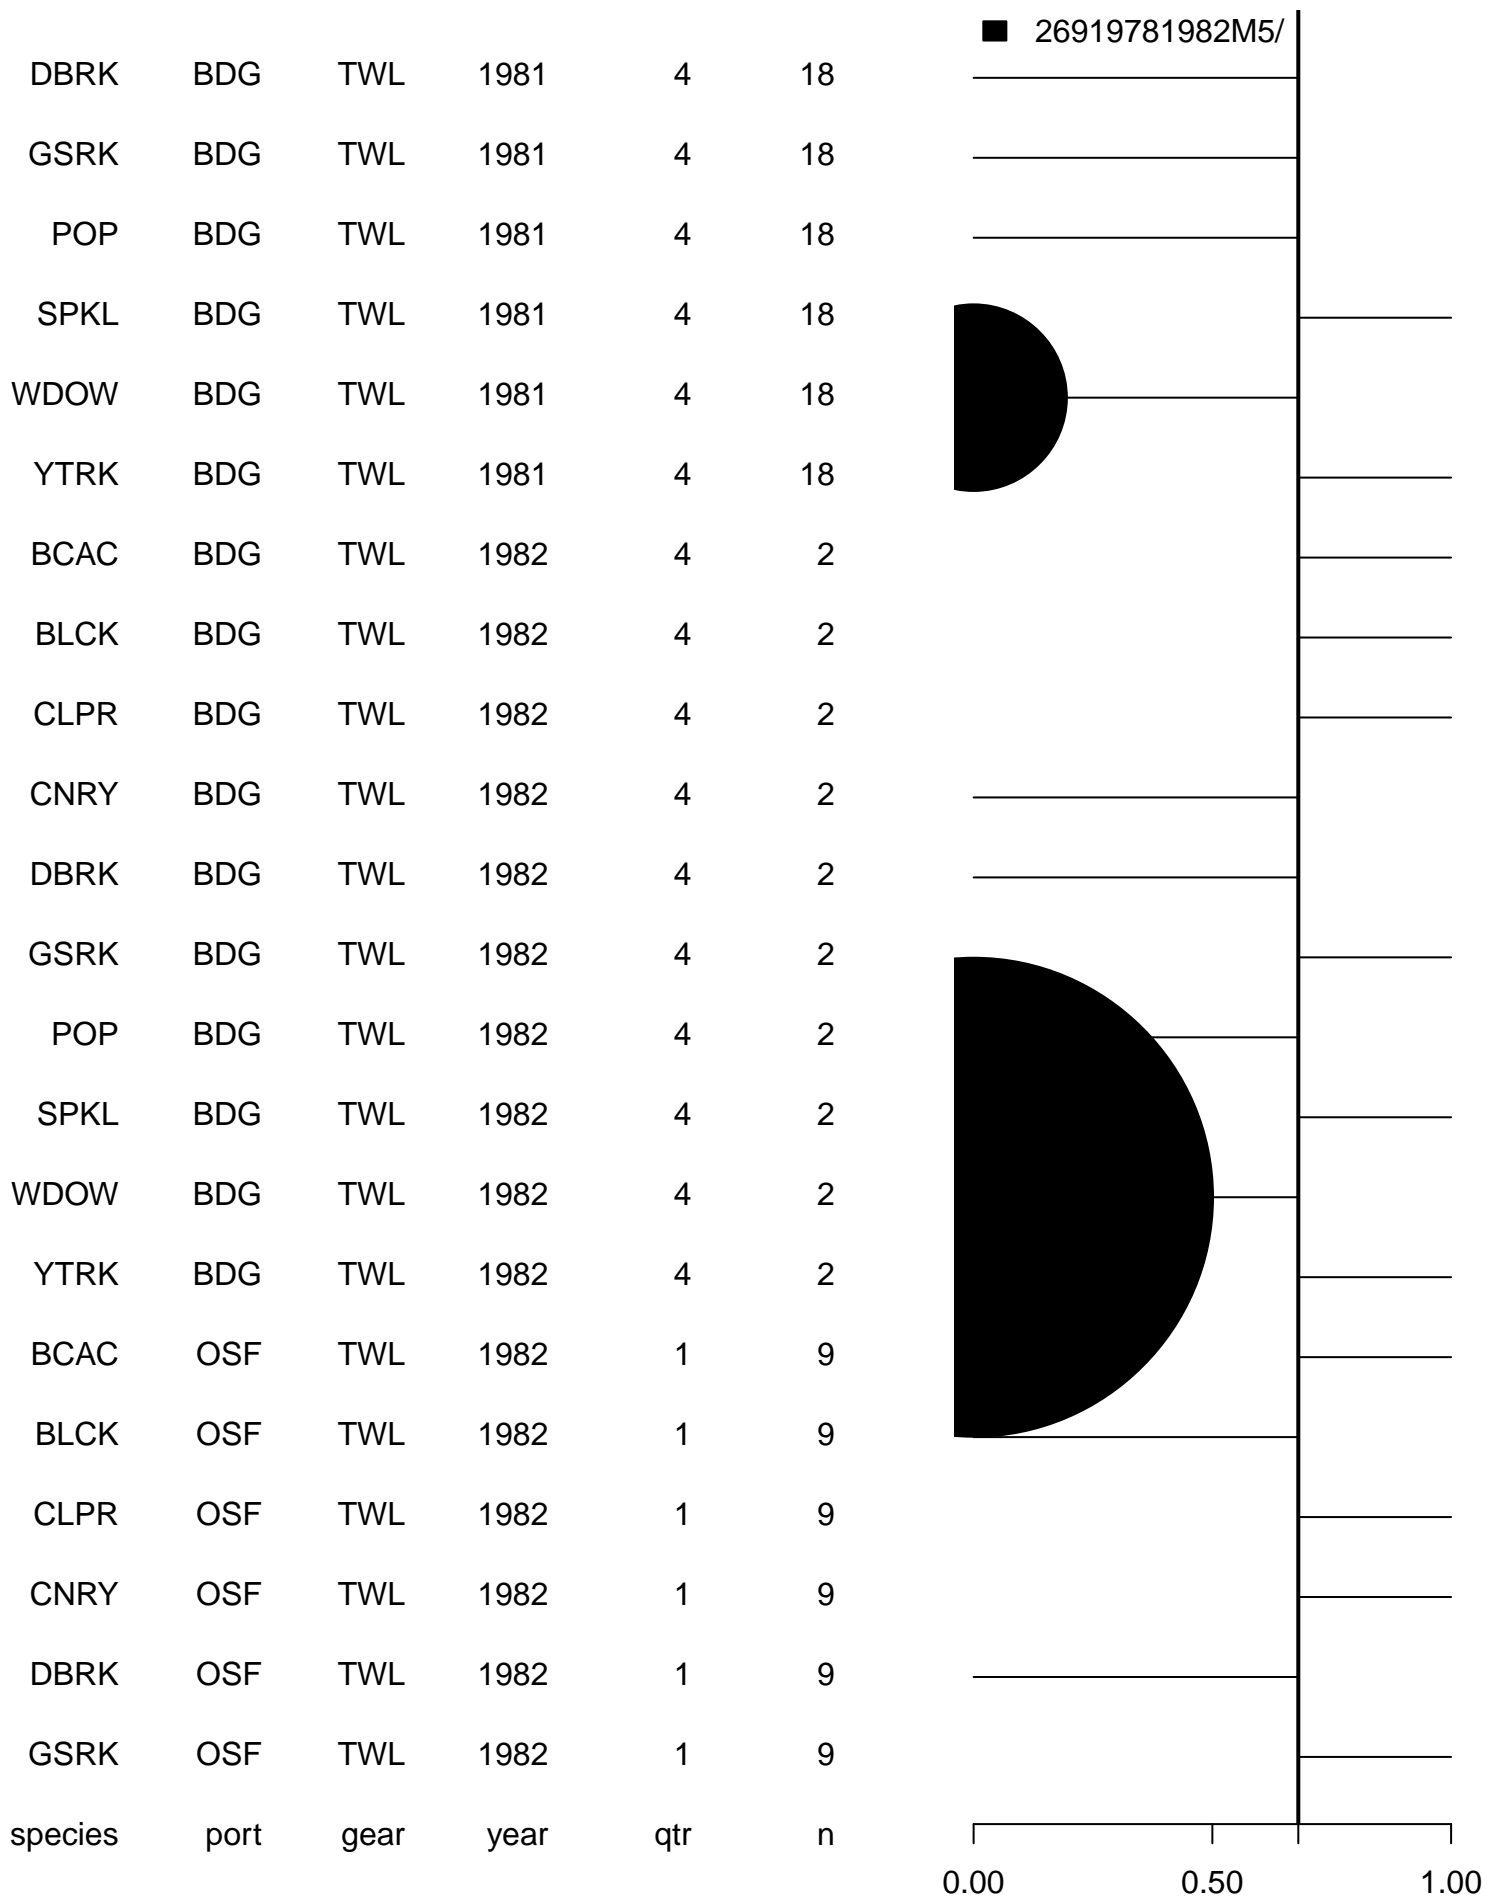 26919781982M5/
DBRK BDG TWL 1981 4 18
GSRK BDG TWL 1981 4 18
POP BDG TWL 1981 4 18
SPKL BDG TWL 1981 4 18
WDOW BDG TWL 1981 4 18
YTRK BDG TWL 1981 4 18
BCAC BDG TWL 1982 4 2
BLCK BDG TWL 1982 4 2
CLPR BDG TWL 1982 4 2
CNRY BDG TWL 1982 4 2
DBRK BDG TWL 1982 4 2
GSRK BDG TWL 1982 4 2
POP BDG TWL 1982 4 2
SPKL BDG TWL 1982 4 2
WDOW BDG TWL 1982 4 2
YTRK BDG TWL 1982 4 2
BCAC OSF TWL 1982 1 9
BLCK OSF TWL 1982 1 9
CLPR OSF TWL 1982 1 9
CNRY OSF TWL 1982 1 9
DBRK OSF TWL 1982 1 9
GSRK OSF TWL 1982 1 9
species port gear year qtr n
0.00 0.50 1.00